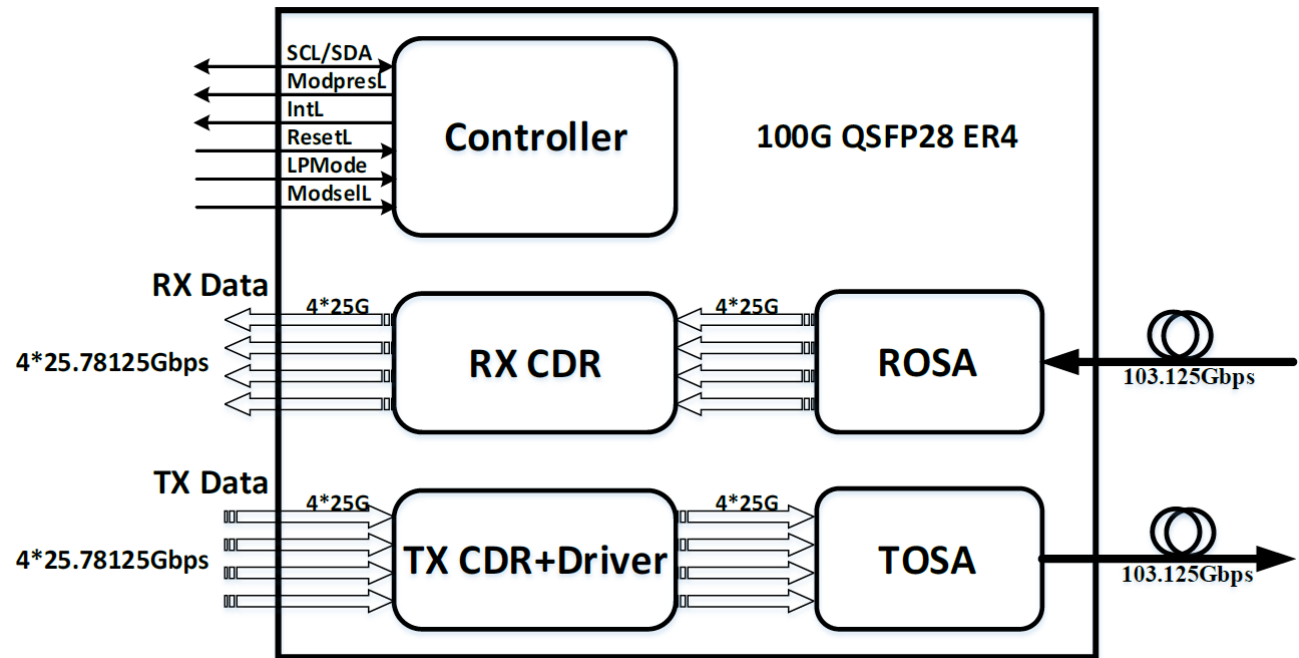 SCL/SDA
ModpresL
IntL
ResetL
LPMode
ModselL
Controller
100G QSFP28 ER4
RX Data
4*25G
4*25G
4*25.78125Gbps
RX CDR
ROSA
103.125Gbps
TX Data
4*25G
4*25G
4*25.78125Gbps
TX CDR+Driver
TOSA
103.125Gbps